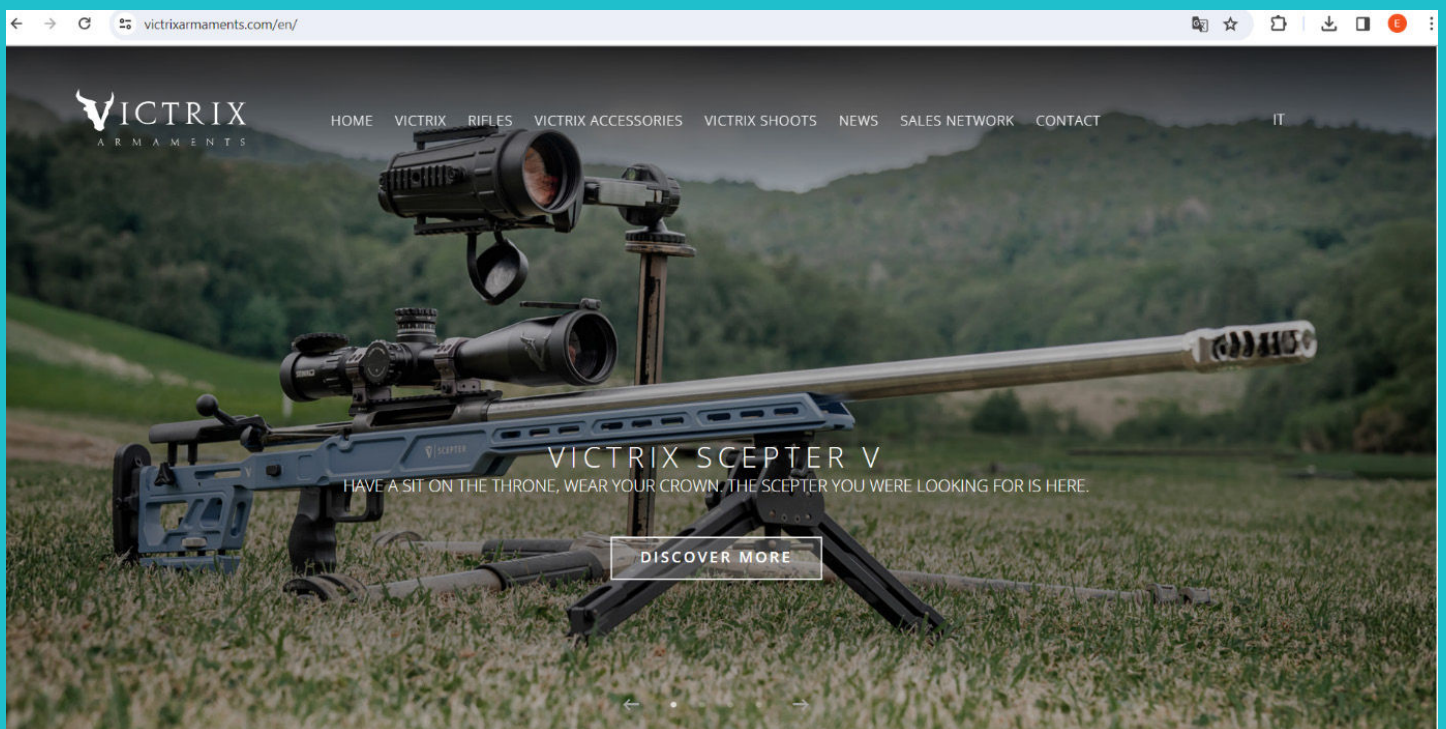 victrixarmaments.com/en/
E
VICTRIX
ARMAMENTS
HOME VICTRIX RIFLES VICTRIX ACCESSORIES VICTRIX SHOOTS NEWS SALES NETWORK CONTACT IT
SCEPTER
VICTRIX SCEPTER V
HAVE A SIT ON THE THRONE, WEAR YOUR CROWN. THE SCEPTER YOU WERE LOOKING FOR IS HERE.
DISCOVER MORE